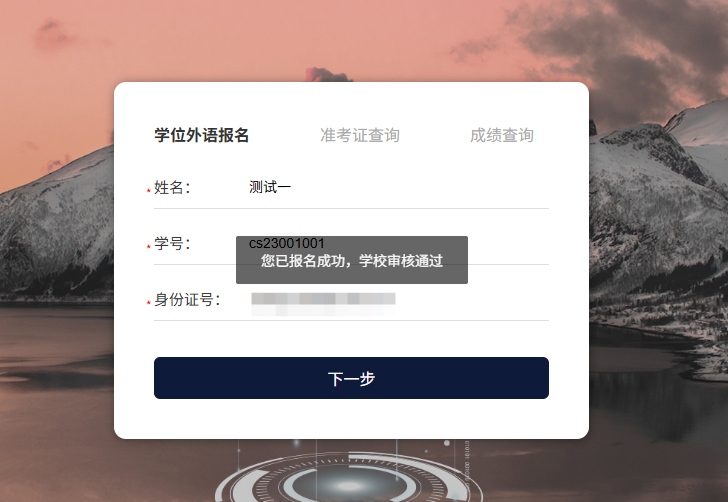 学位外语报名 准考证查询 成绩查询
*姓名： 测试一
*学号： cs23001001
您已报名成功，学校审核通过
*身份证号：
下一步